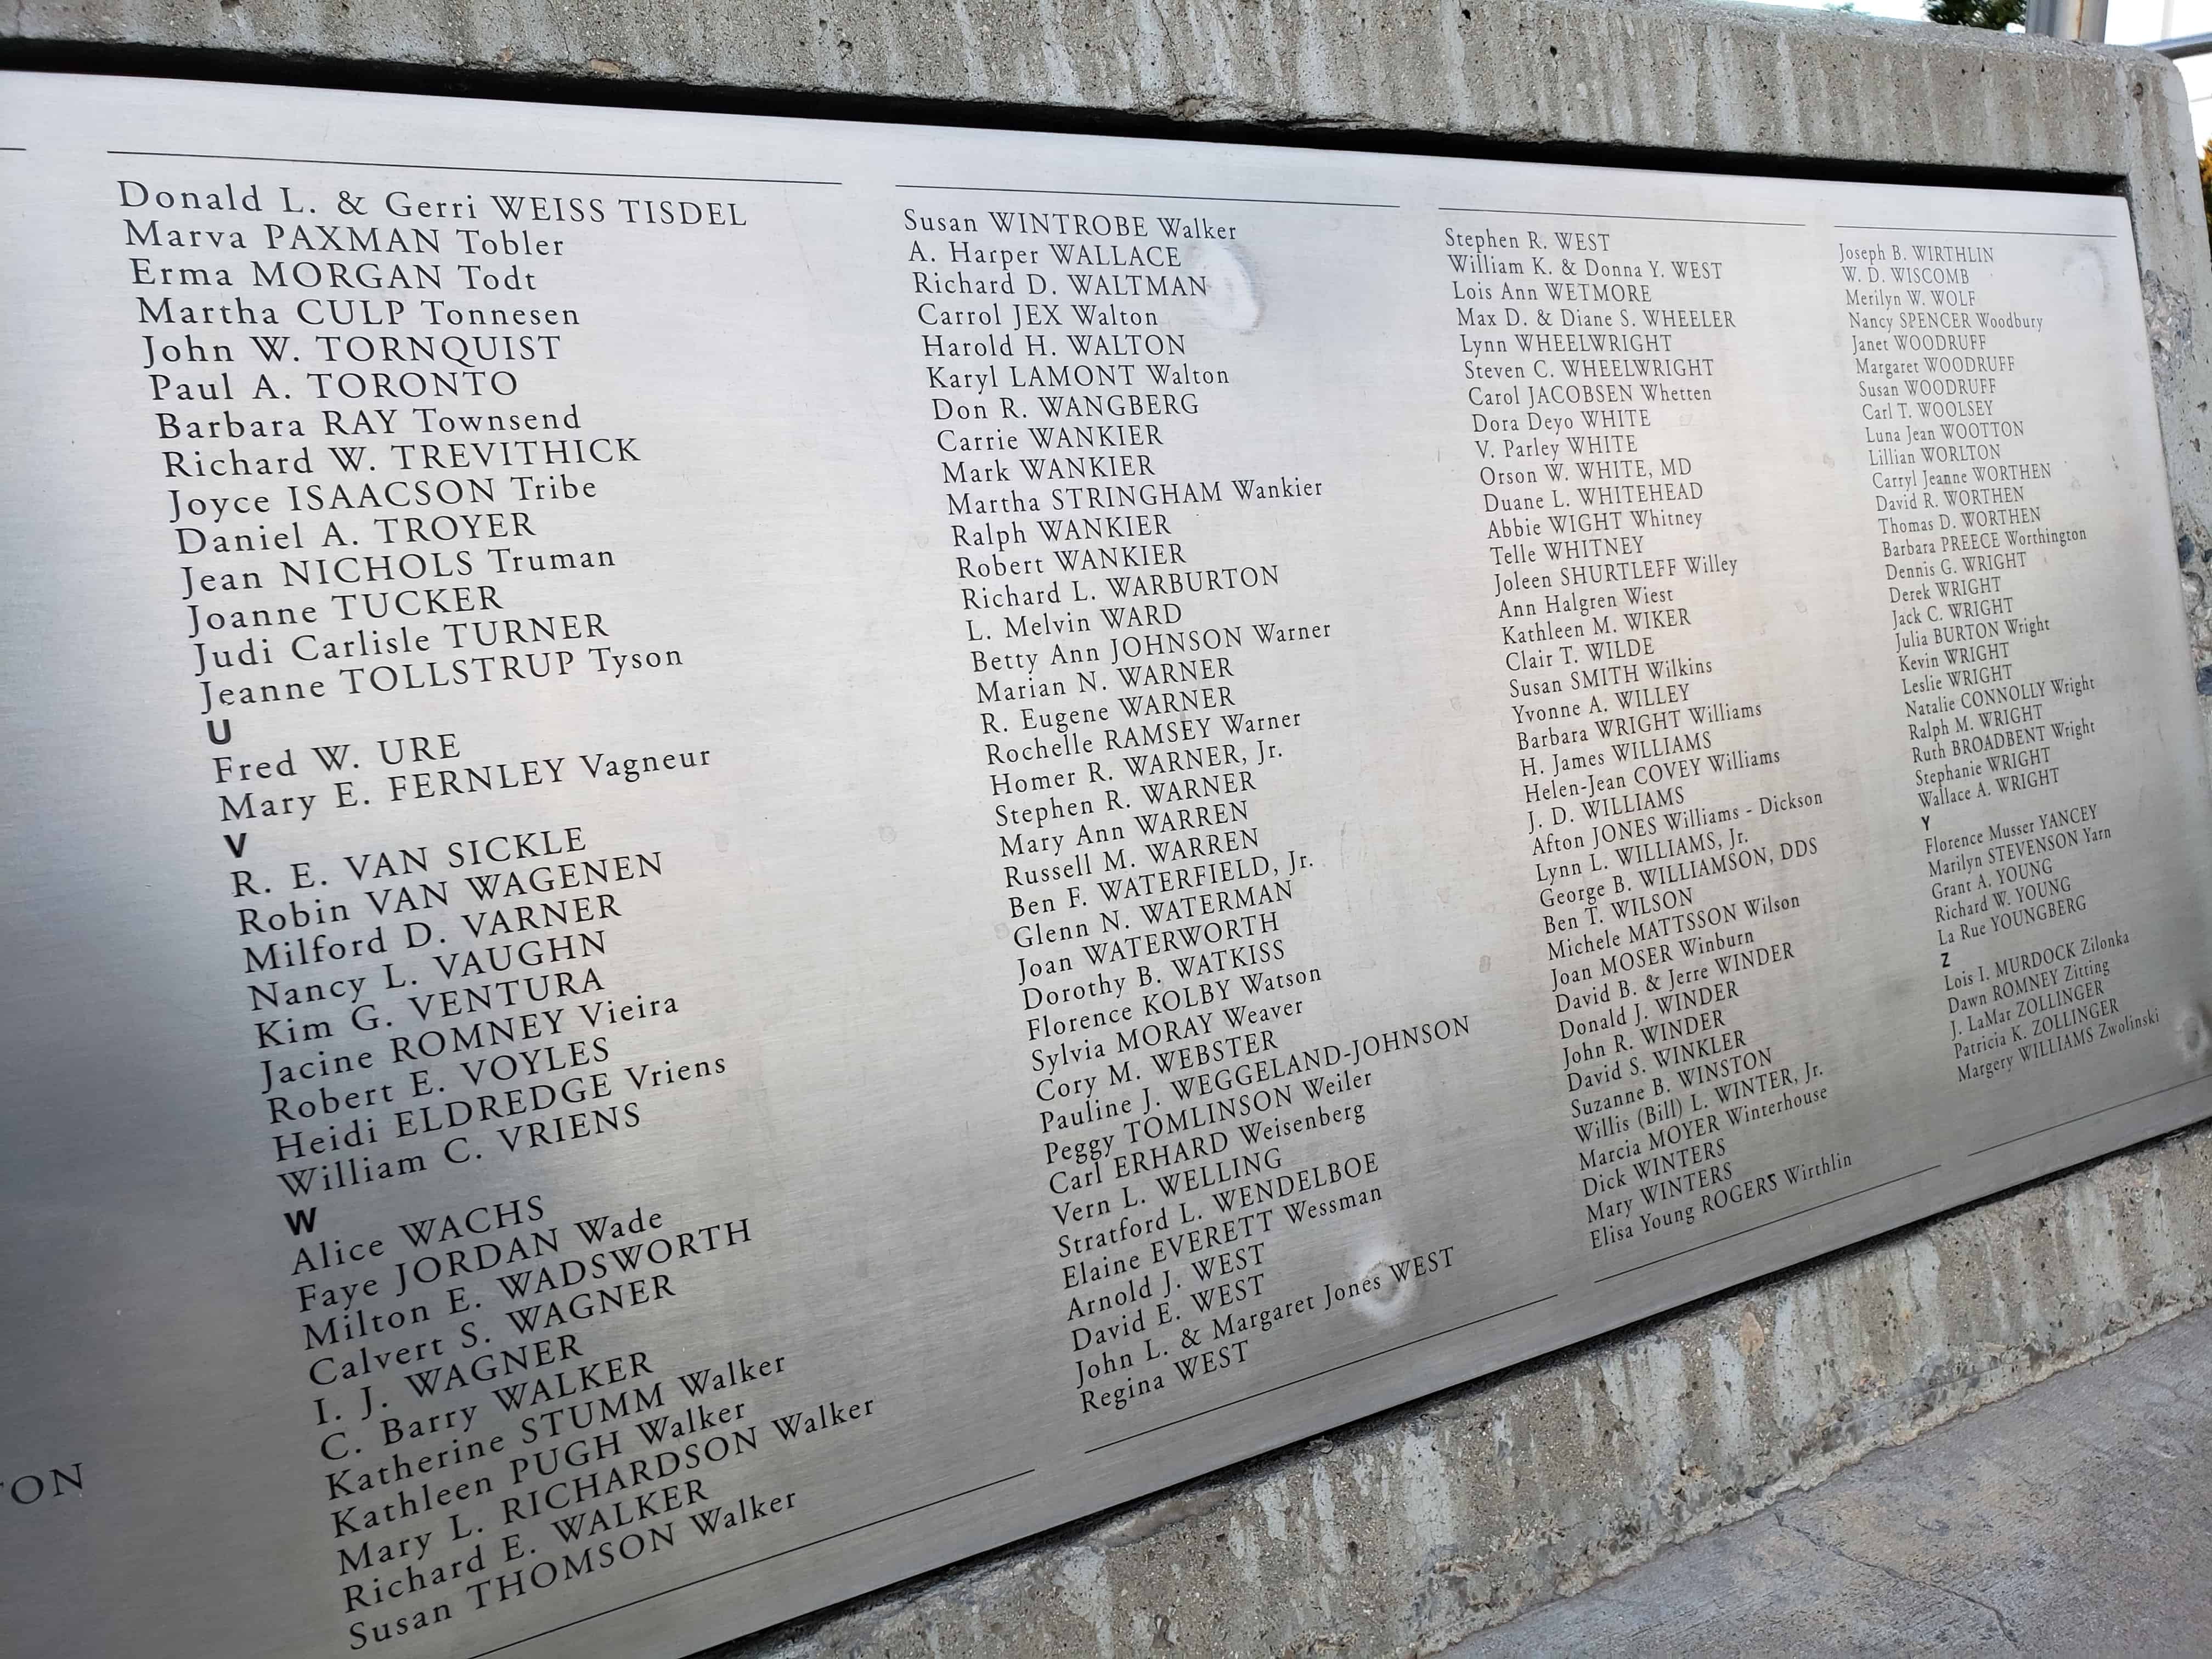 Donald L. & Gerri WEISS TISDEL
Marva PAXMAN Tobler
Erma MORGAN Todt
Martha CULP Tonnesen
John W. TORNQUIST
Paul A. TORONTO
Barbara RAY Townsend
Richard W. TREVITHICK
Joyce ISAACSON Tribe
Daniel A. TROYER
Jean NICHOLS Truman
Joanne TUCKER
Judi Carlisle TURNER
Jeanne TOLLSTRUP Tyson
U
Fred W. URE
Mary E. FERNLEY Vagneur
V
R. E. VAN SICKLE
Robin VAN WAGENEN
Milford D. VARNER
Nancy L. VAUGHN
Kim G. VENTURA
Jacine ROMNEY Vieira
Robert E. VOYLES
Heidi ELDREDGE Vriens
William C. VRIENS
W
Alice WACHS
Faye JORDAN Wade
Milton E. WADSWORTH
Calvert S. WAGNER
I. J. WAGNER
C. Barry WALKER
Katherine STUMM Walker
Kathleen PUGH Walker
Mary L. RICHARDSON Walker
Richard E. WALKER
Susan THOMSON Walker
Susan WINTROBE Walker
A. Harper WALLACE
Richard D. WALTMAN
Carrol JEX Walton
Harold H. WALTON
Karyl LAMONT Walton
Don R. WANGBERG
Carrie WANKIER
Mark WANKIER
Martha STRINGHAM Wankier
Ralph WANKIER
Robert WANKIER
Richard L. WARBURTON
L. Melvin WARD
Betty Ann JOHNSON Warner
Marian N. WARNER
R. Eugene WARNER
Rochelle RAMSEY Warner
Homer R. WARNER, Jr.
Stephen R. WARNER
Mary Ann WARREN
Russell M. WARREN
Ben F. WATERFIELD, Jr.
Glenn N. WATERMAN
Joan WATERWORTH
Dorothy B. WATKISS
Florence KOLBY Watson
Sylvia MORAY Weaver
Cory M. WEBSTER
Pauline J. WEGGELAND-JOHNSON
Peggy TOMLINSON Weiler
Carl ERHARD Weisenberg
Vern L. WELLING
Stratford L. WENDELBOE
Elaine EVERETT Wessman
Arnold J. WEST
David E. WEST
John L. & Margaret Jones WEST
Regina WEST
Stephen R. WEST
William K. & Donna Y. WEST
Lois Ann WETMORE
Max D. & Diane S. WHEELER
Lynn WHEELWRIGHT
Steven C. WHEELWRIGHT
Carol JACOBSEN Whetten
Dora Deyo WHITE
V. Parley WHITE
Orson W. WHITE, MD
Duane L. WHITEHEAD
Abbie WIGHT Whitney
Telle WHITNEY
Joleen SHURTLEFF Willey
Ann Halgren Wiest
Kathleen M. WIKER
Clair T. WILDE
Susan SMITH Wilkins
Yvonne A. WILLEY
Barbara WRIGHT Williams
H. James WILLIAMS
Helen-Jean COVEY Williams
J. D. WILLIAMS
Afton JONES Williams - Dickson
Lynn L. WILLIAMS, Jr.
George B. WILLIAMSON, DDS
Ben T. WILSON
Michele MATTSSON Wilson
Joan MOSER Winburn
David B. & Jerre WINDER
Donald J. WINDER
John R. WINDER
David S. WINKLER
Suzanne B. WINSTON
Willis (Bill) L. WINTER, Jr.
Marcia MOYER Winterhouse
Dick WINTERS
Mary WINTERS
Elisa Young ROGERS Wirthlin
Joseph B. WIRTHLIN
W. D. WISCOMB
Merilyn W. WOLF
Nancy SPENCER Woodbury
Janet WOODRUFF
Margaret WOODRUFF
Susan WOODRUFF
Carl T. WOOLSEY
Luna Jean WOOTTON
Lillian WORLTON
Carryl Jeanne WORTHEN
David R. WORTHEN
Thomas D. WORTHEN
Barbara PREECE Worthington
Dennis G. WRIGHT
Derek WRIGHT
Jack C. WRIGHT
Julia BURTON Wright
Kevin WRIGHT
Leslie WRIGHT
Natalie CONNOLLY Wright
Ralph M. WRIGHT
Ruth BROADBENT Wright
Stephanie WRIGHT
Wallace A. WRIGHT
Y
Florence Musser YANCEY
Marilyn STEVENSON Yarn
Grant A. YOUNG
Richard W. YOUNG
La Rue YOUNGBERG
Z
Lois I. MURDOCK Zilonka
Dawn ROMNEY Zitting
J. LaMar ZOLLINGER
Patricia K. ZOLLINGER
Margery WILLIAMS Zwolinski